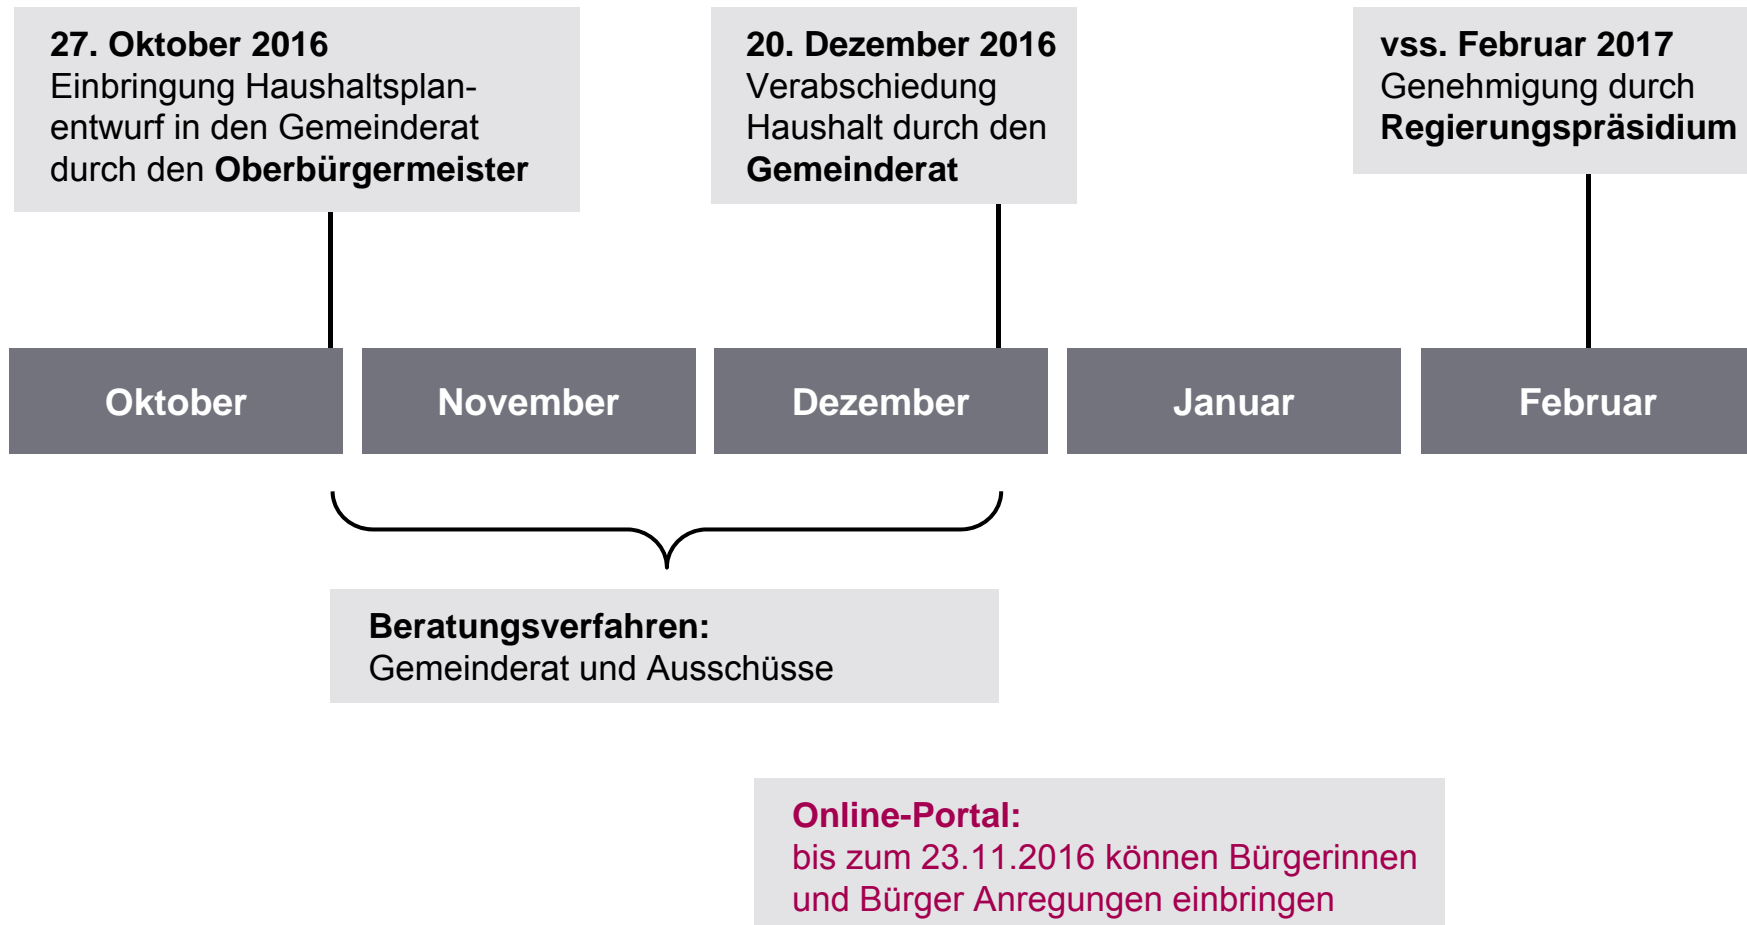 27. Oktober 2016
Einbringung Haushaltsplan-
entwurf in den Gemeinderat
durch den Oberbürgermeister
20. Dezember 2016
Verabschiedung
Haushalt durch den
Gemeinderat
vss. Februar 2017
Genehmigung durch
Regierungspräsidium
Oktober
November
Dezember
Januar
Februar
Beratungsverfahren:
Gemeinderat und Ausschüsse
Online-Portal:
bis zum 23.11.2016 können Bürgerinnen
und Bürger Anregungen einbringen